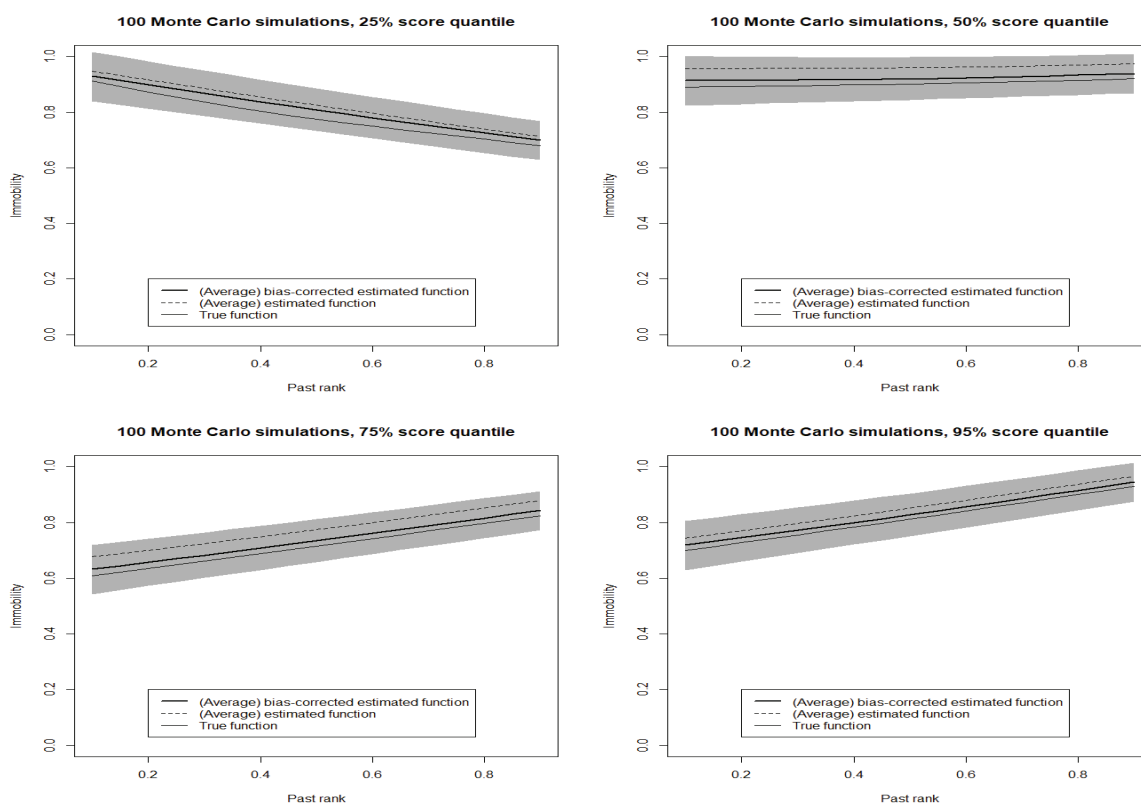 100 Monte Carlo simulations, 25% score quantile
1.0
0.8
0.6
0.4
0.2
0.0
Immobility
(Average) bias-corrected estimated function
(Average) estimated function
True function
0.2 0.4 0.6 0.8
Past rank
100 Monte Carlo simulations, 50% score quantile
1.0
0.8
0.6
0.4
0.2
0.0
Immobility
(Average) bias-corrected estimated function
(Average) estimated function
True function
0.2 0.4 0.6 0.8
Past rank
100 Monte Carlo simulations, 75% score quantile
1.0
0.8
0.6
0.4
0.2
0.0
Immobility
(Average) bias-corrected estimated function
(Average) estimated function
True function
0.2 0.4 0.6 0.8
Past rank
100 Monte Carlo simulations, 95% score quantile
1.0
0.8
0.6
0.4
0.2
0.0
Immobility
(Average) bias-corrected estimated function
(Average) estimated function
True function
0.2 0.4 0.6 0.8
Past rank